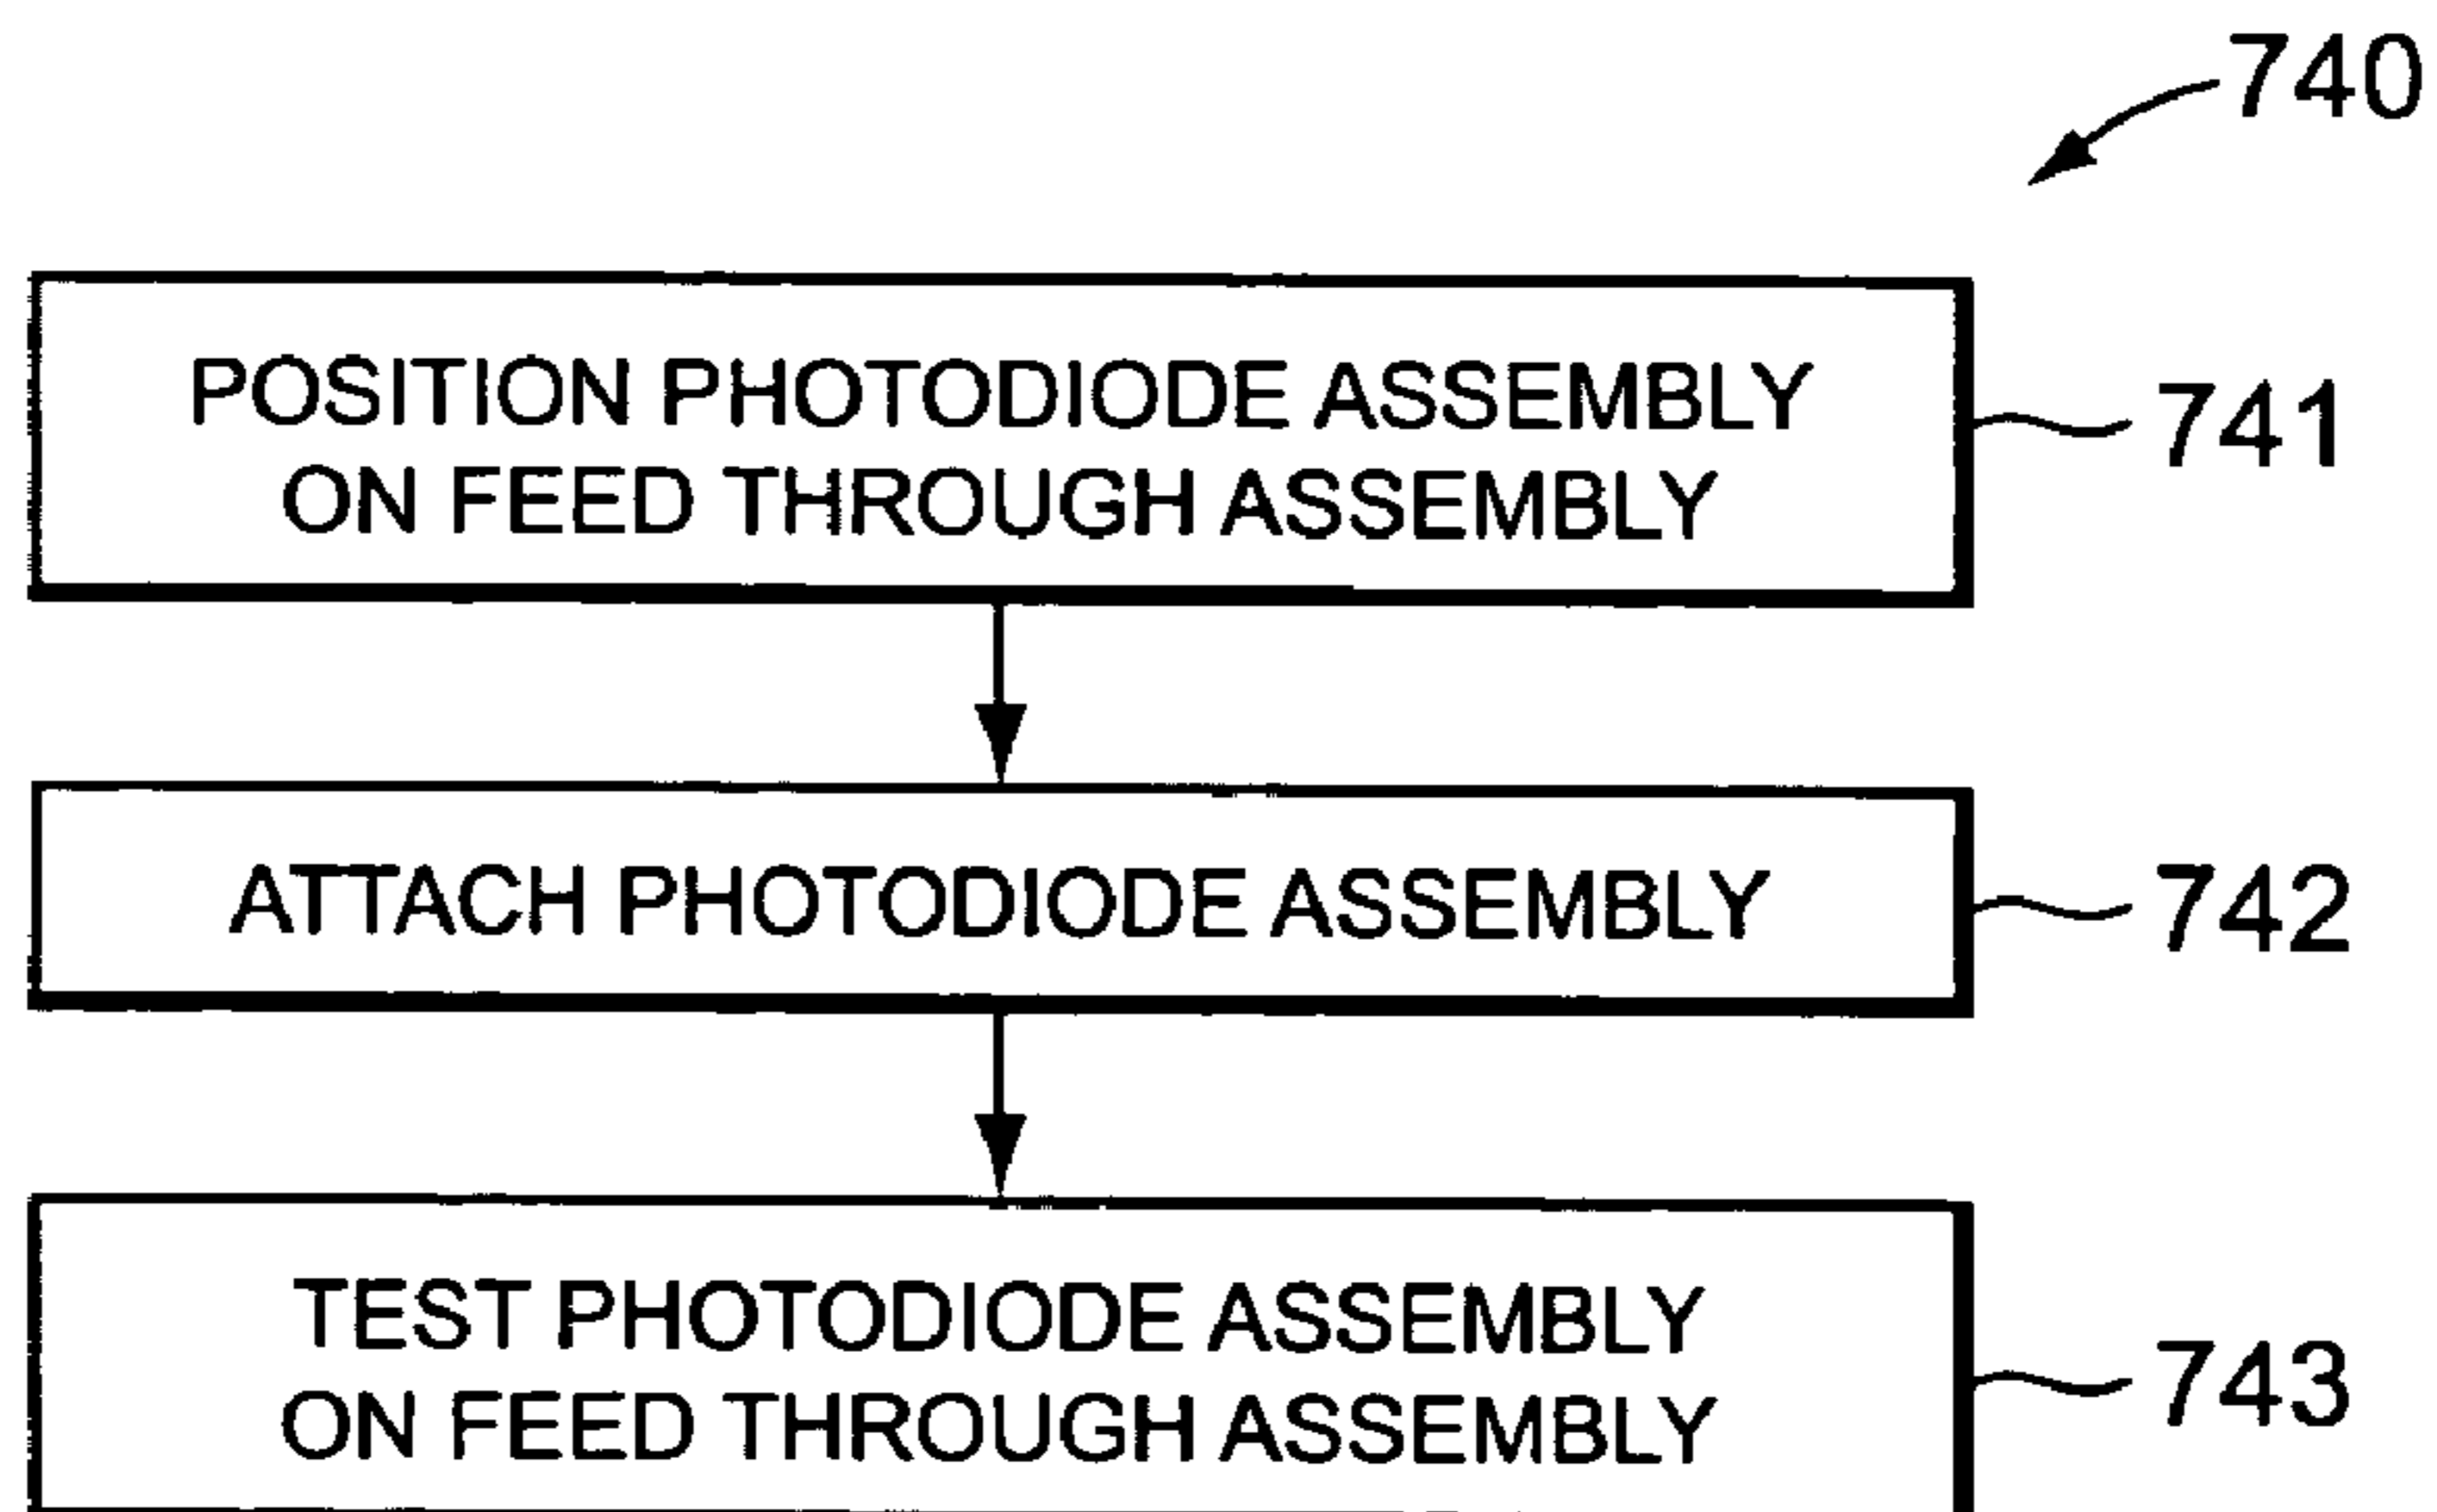 740
POSITION PHOTODIODE ASSEMBLY
ON FEED THROUGH ASSEMBLY
741
ATTACH PHOTODIODE ASSEMBLY
742
TEST PHOTODIODE ASSEMBLY
ON FEED THROUGH ASSEMBLY
743